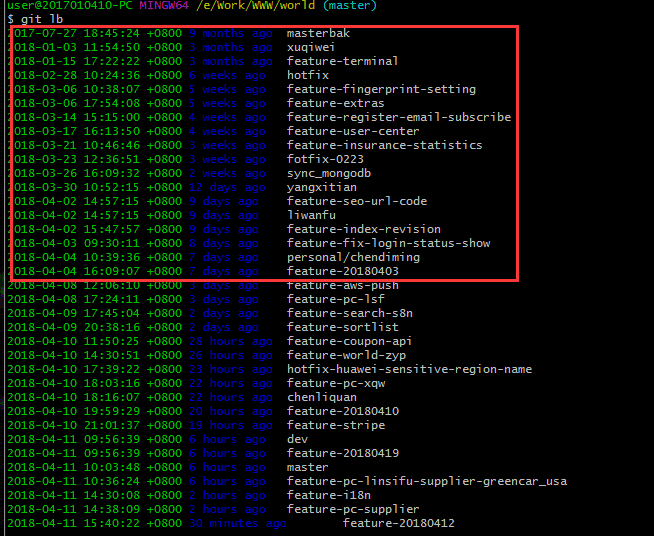 user@2017010410-PC MINGW64 /e/Work/WWW/world (master)
$ git lb
2017-07-27 18:45:24 +0800 9 months ago masterbak
2018-01-03 11:54:50 +0800 3 months ago xuqiwei
2018-01-15 17:22:22 +0800 3 months ago feature-terminal
2018-02-28 10:24:36 +0800 6 weeks ago hotfix
2018-03-06 10:38:07 +0800 5 weeks ago feature-fingerprint-setting
2018-03-06 17:54:08 +0800 5 weeks ago feature-extras
2018-03-14 15:15:00 +0800 4 weeks ago feature-register-email-subscribe
2018-03-17 16:13:50 +0800 4 weeks ago feature-user-center
2018-03-21 10:46:46 +0800 3 weeks ago feature-insurance-statistics
2018-03-23 12:36:51 +0800 3 weeks ago fotfix-0223
2018-03-26 16:09:32 +0800 2 weeks ago sync_mongodb
2018-03-30 10:52:15 +0800 12 days ago yangxitian
2018-04-02 14:57:15 +0800 9 days ago feature-seo-url-code
2018-04-02 14:57:15 +0800 9 days ago liwanfu
2018-04-02 15:47:57 +0800 9 days ago feature-index-revision
2018-04-03 09:30:11 +0800 8 days ago feature-fix-login-status-show
2018-04-04 10:39:36 +0800 7 days ago personal/chendiming
2018-04-04 16:09:07 +0800 7 days ago feature-20180403
2018-04-08 12:06:10 +0800 3 days ago feature-aws-push
2018-04-08 17:24:11 +0800 3 days ago feature-pc-lsf
2018-04-09 17:45:04 +0800 2 days ago feature-search-s8n
2018-04-09 20:38:16 +0800 2 days ago feature-sortlist
2018-04-10 11:50:25 +0800 28 hours ago feature-coupon-api
2018-04-10 14:30:51 +0800 26 hours ago feature-world-zyp
2018-04-10 17:39:22 +0800 23 hours ago hotfix-huawei-sensitive-region-name
2018-04-10 18:03:16 +0800 22 hours ago feature-pc-xqw
2018-04-10 18:16:07 +0800 22 hours ago chenliquan
2018-04-10 19:59:29 +0800 20 hours ago feature-20180410
2018-04-10 21:01:37 +0800 19 hours ago feature-stripe
2018-04-11 09:56:39 +0800 6 hours ago dev
2018-04-11 09:56:39 +0800 6 hours ago feature-20180419
2018-04-11 10:03:48 +0800 6 hours ago master
2018-04-11 10:36:24 +0800 6 hours ago feature-pc-linsifu-supplier-greencar_usa
2018-04-11 14:30:08 +0800 2 hours ago feature-i18n
2018-04-11 14:38:09 +0800 2 hours ago feature-pc-supplier
2018-04-11 15:40:22 +0800 30 minutes ago feature-20180412